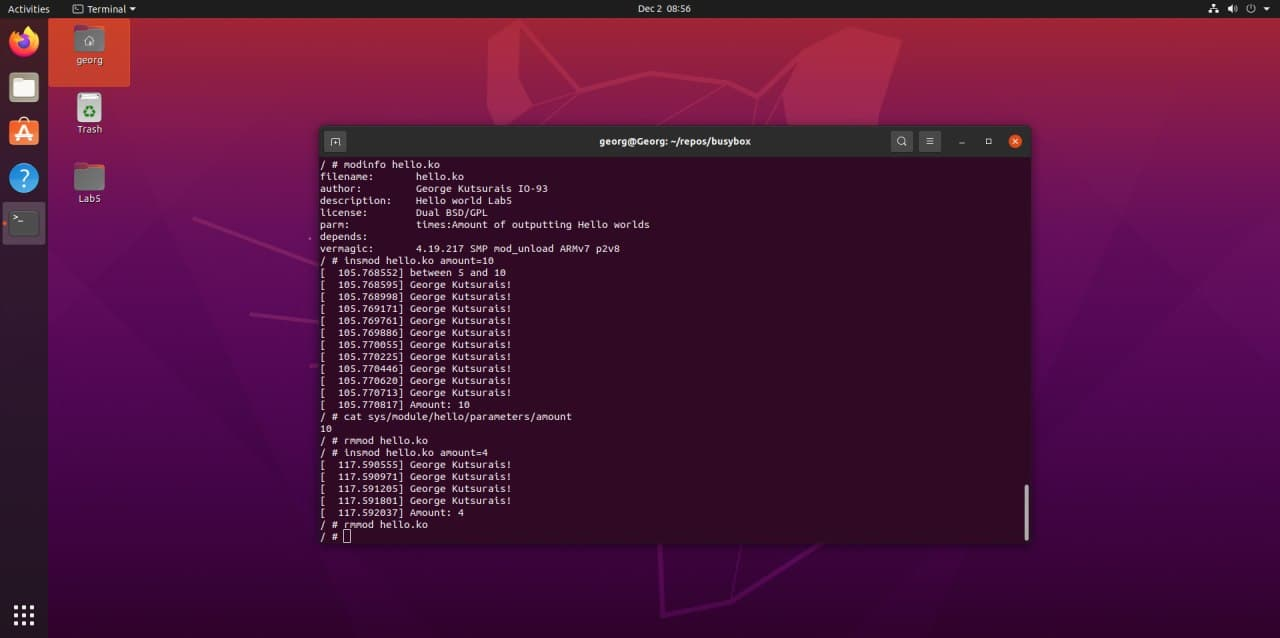 Activities
Terminal
Dec 2 08:56
georg
Trash
Lab5
georg@Georg: ~/repos/busybox
/ # modinfo hello.ko
filename:       hello.ko
author:         George Kutsurais IO-93
description:    Hello world Lab5
license:        Dual BSD/GPL
parm:           times:Amount of outputting Hello worlds
depends:
vermagic:       4.19.217 SMP mod_unload ARMv7 p2v8
/ # insmod hello.ko amount=10
[  105.768552] between 5 and 10
[  105.768595] George Kutsurais!
[  105.768998] George Kutsurais!
[  105.769171] George Kutsurais!
[  105.769761] George Kutsurais!
[  105.769886] George Kutsurais!
[  105.770055] George Kutsurais!
[  105.770225] George Kutsurais!
[  105.770446] George Kutsurais!
[  105.770620] George Kutsurais!
[  105.770713] George Kutsurais!
[  105.770817] Amount: 10
/ # cat sys/module/hello/parameters/amount
10
/ # rmmod hello.ko
/ # insmod hello.ko amount=4
[  117.590555] George Kutsurais!
[  117.590971] George Kutsurais!
[  117.591205] George Kutsurais!
[  117.591801] George Kutsurais!
[  117.592037] Amount: 4
/ # rmmod hello.ko
/ #